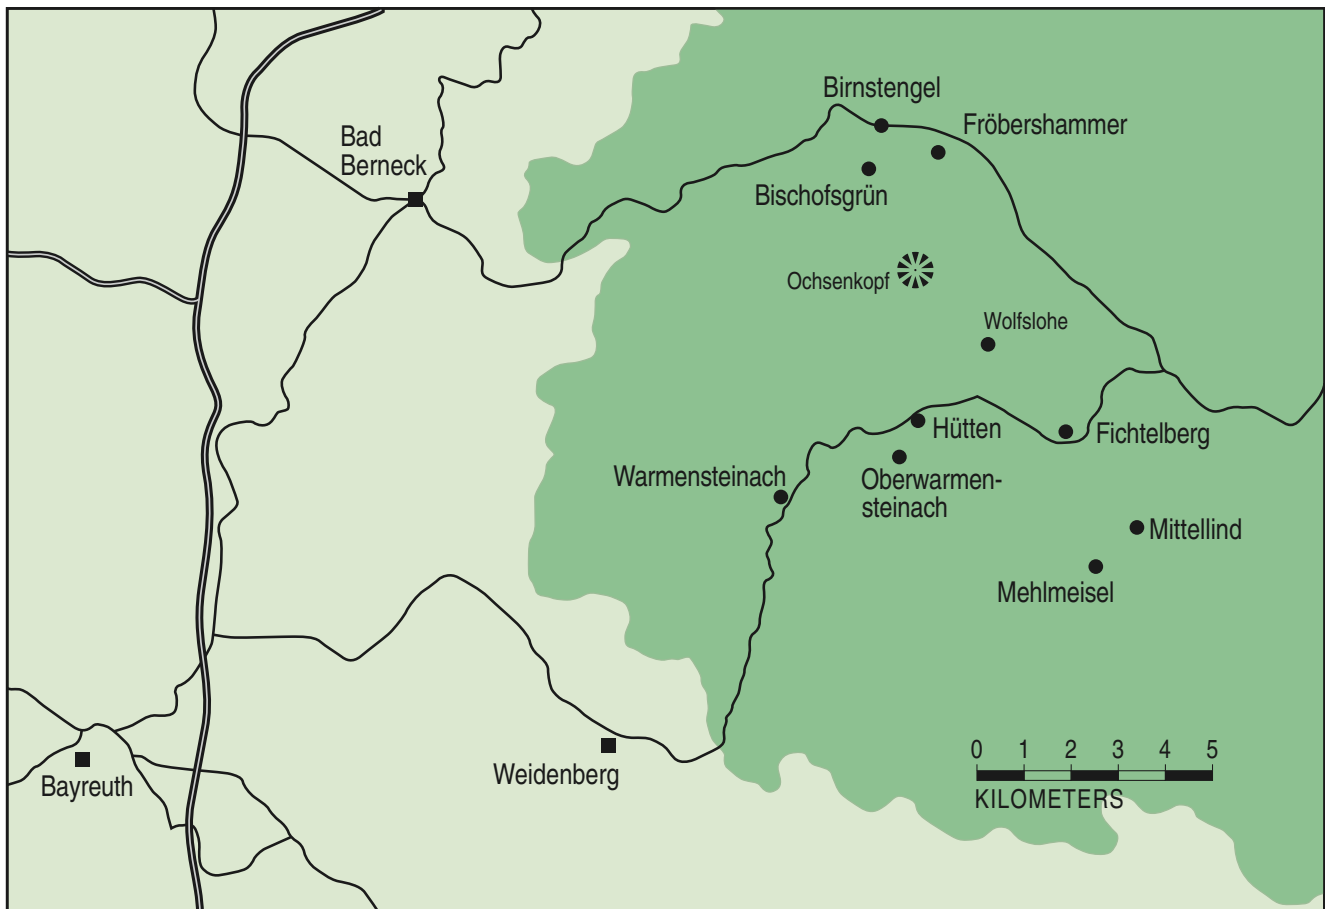 Birnstengel
Fröbershammer
Bad
Berneck
Bischofsgrün
Ochsenkopf
Wolfslohe
Hütten
Fichtelberg
Warmensteinach
Oberwarmen-
steinach
Mittellind
Mehlmeisel
0 1 2 3 4 5
KILOMETERS
Weidenberg
Bayreuth